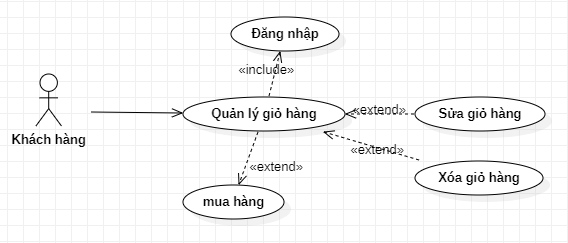 Đăng nhập
«include»
Quản lý giỏ hàng
«extend»
Sửa giỏ hàng
Khách hàng
«extend»
«extend»
Xóa giỏ hàng
mua hàng